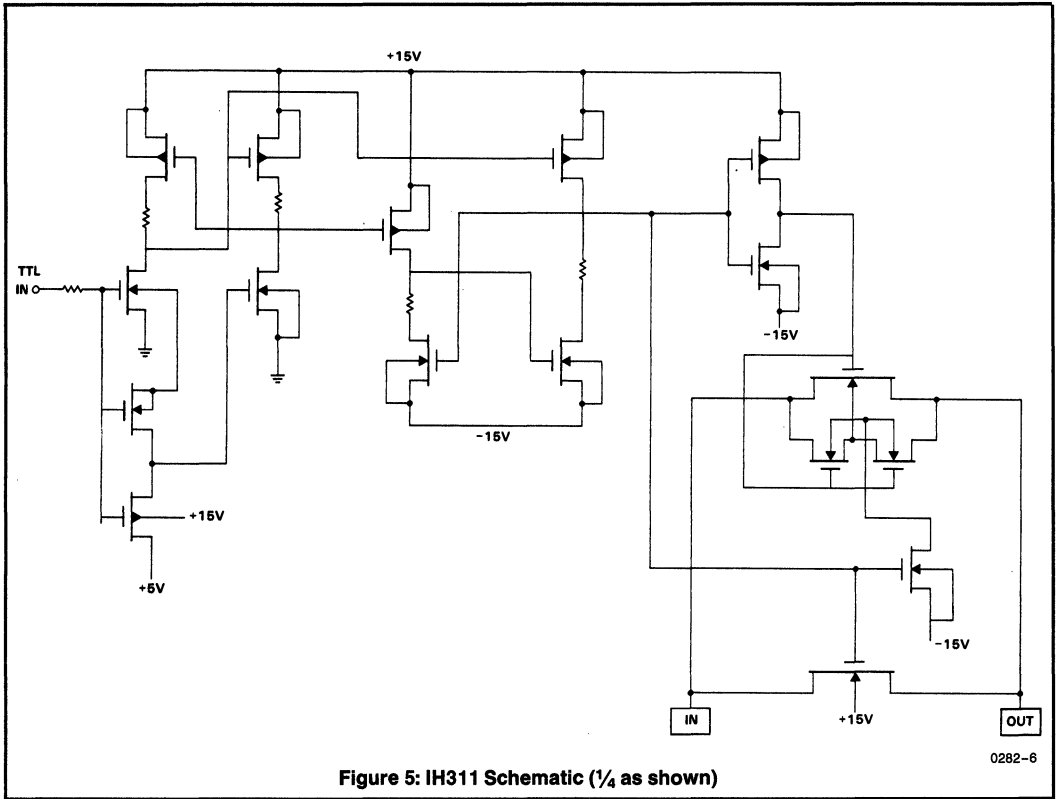 +15V
TTL
IN
-15V
-15V
+15V
+5V
-15V
IN
+15V
OUT
0282-6
Figure 5: IH311 Schematic (¼ as shown)